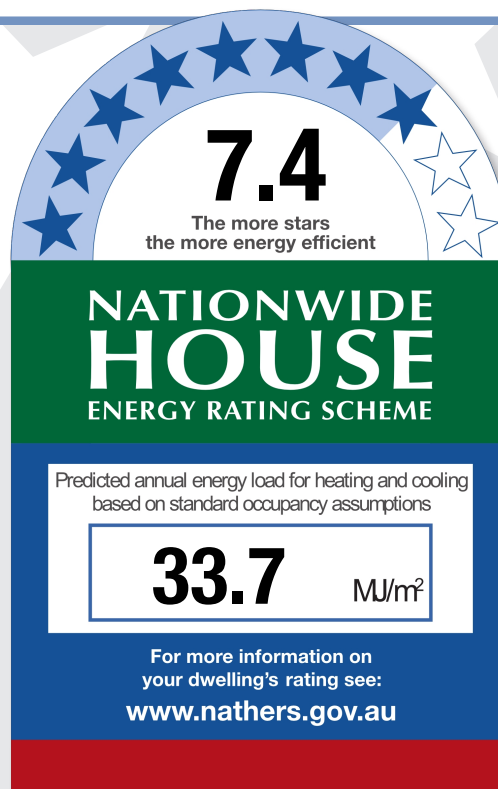 7.4
The more stars
the more energy efficient
NATIONWIDE
HOUSE
ENERGY RATING SCHEME
Predicted annual energy load for heating and cooling
based on standard occupancy assumptions
33.7 MJ/m²
For more information on
your dwelling's rating see:
www.nathers.gov.au